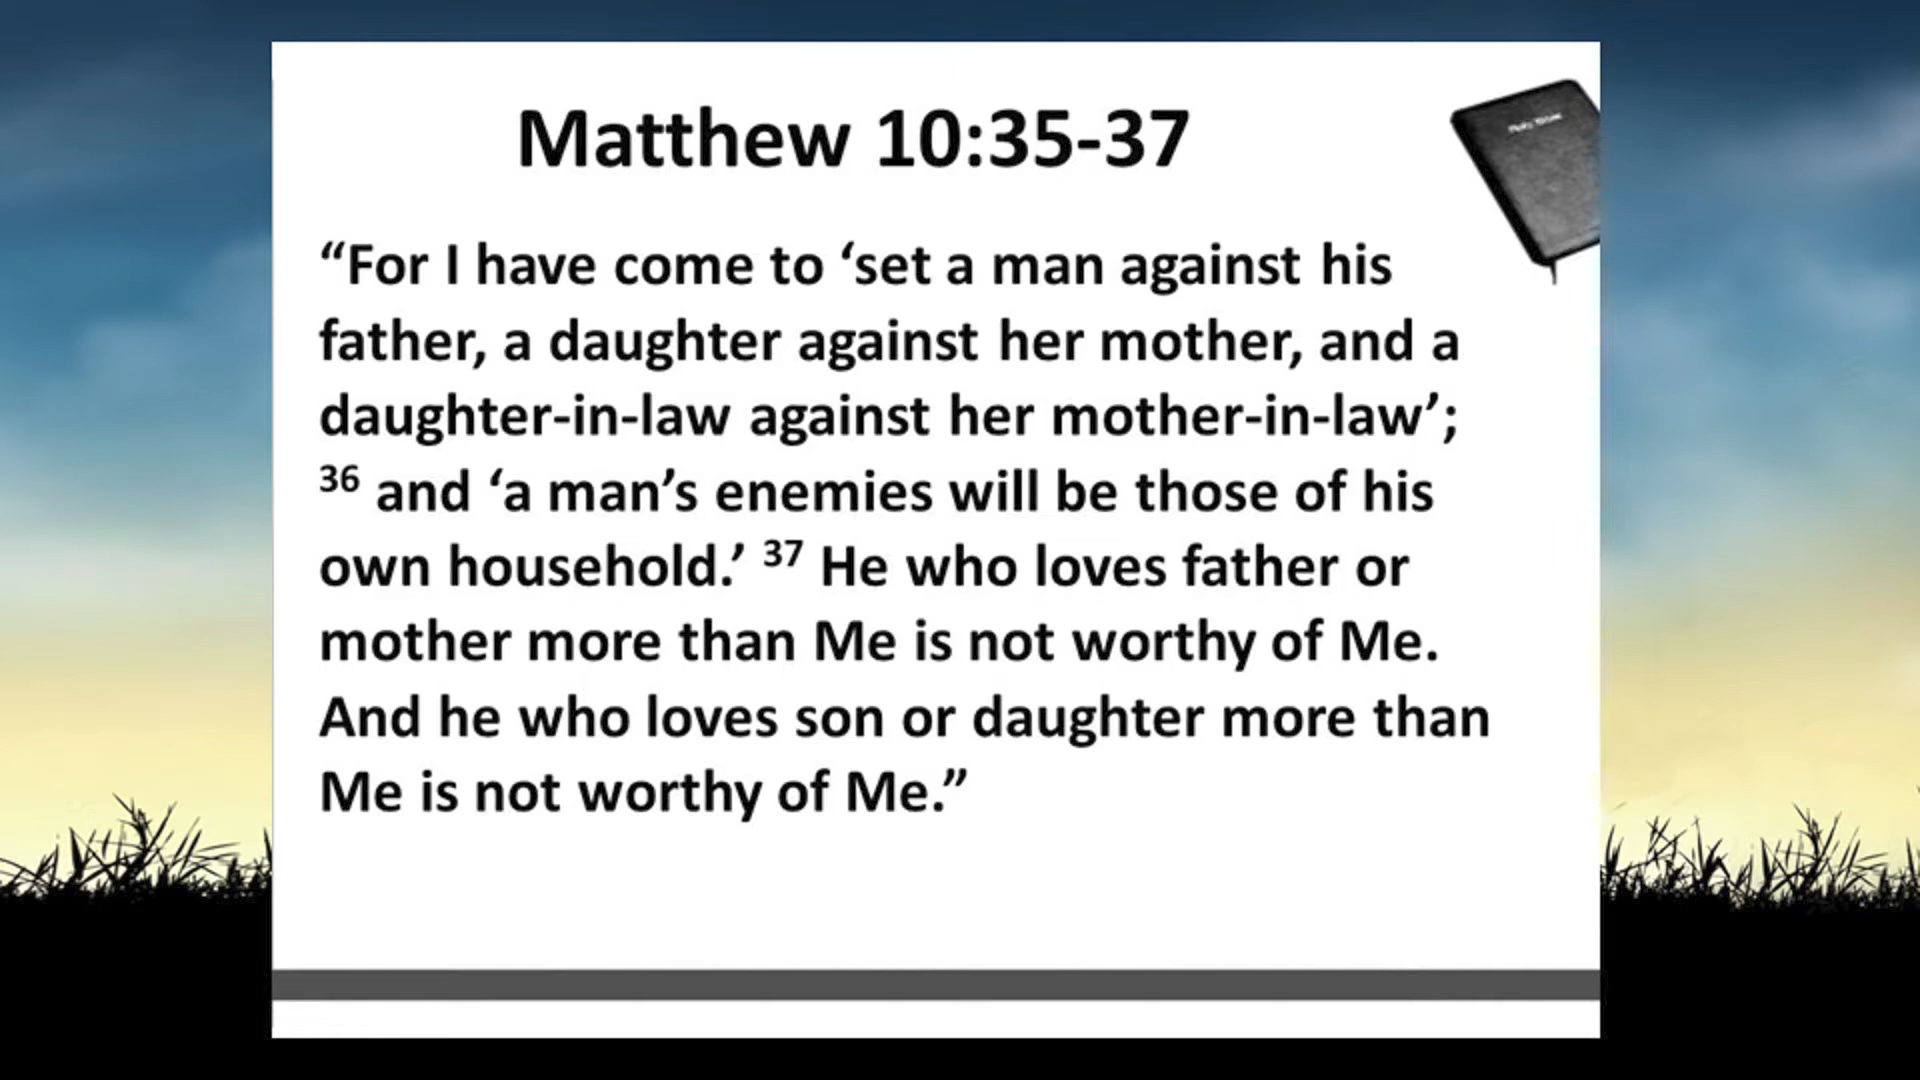 Matthew 10:35-37
Holy Bible
“For I have come to ‘set a man against his
father, a daughter against her mother, and a
daughter-in-law against her mother-in-law’;
36 and ‘a man’s enemies will be those of his
own household.’ 37 He who loves father or
mother more than Me is not worthy of Me.
And he who loves son or daughter more than
Me is not worthy of Me.”